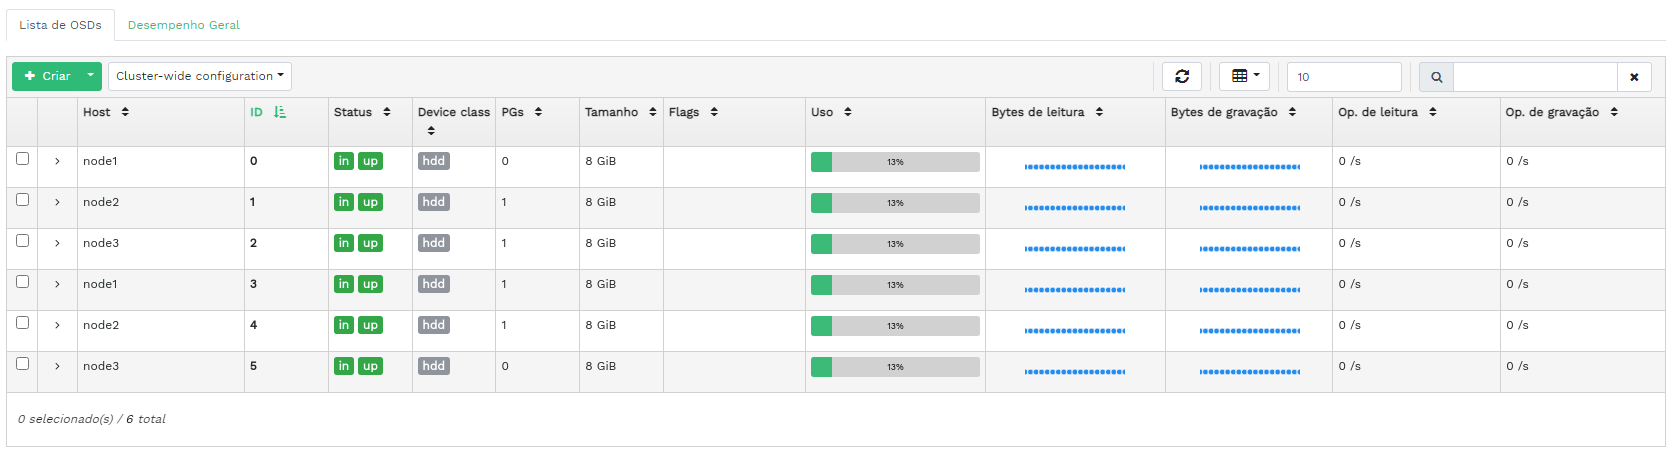 Lista de OSDs Desempenho Geral
Criar Cluster-wide configuration 10
Host ID Status Device class PGs Tamanho Flags Uso Bytes de leitura Bytes de gravação Op. de leitura Op. de gravação
node1 0 in up hdd 0 8 GiB 13% 0 /s 0 /s
node2 1 in up hdd 1 8 GiB 13% 0 /s 0 /s
node3 2 in up hdd 1 8 GiB 13% 0 /s 0 /s
node1 3 in up hdd 1 8 GiB 13% 0 /s 0 /s
node2 4 in up hdd 1 8 GiB 13% 0 /s 0 /s
node3 5 in up hdd 0 8 GiB 13% 0 /s 0 /s
0 selecionado(s) / 6 total